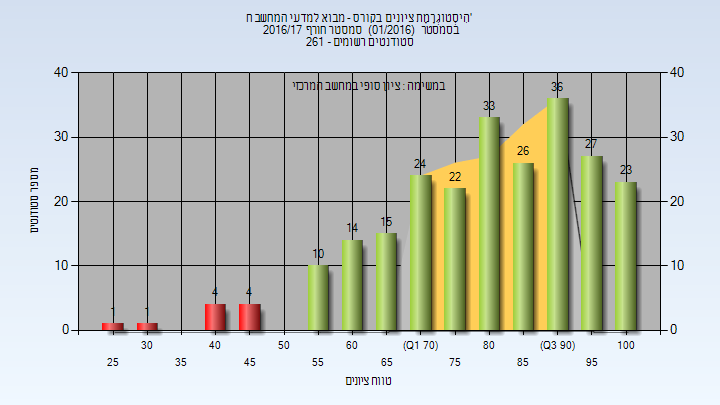 היסטוגרמת ציונים בקורס - מבוא למדעי המחשב ח'
בסמסטר (01/2016) סמסטר חורף 2016/17
סטודנטים רשומים - 261
במשימה : ציון סופי במחשב המרכזי
40 40
30 30
20 20
10 10
0 0
מספר סטודנטים
1 1 4 4 10 14 15 24 22 33 26 36 27 23
30 40 50 60 (Q1 70) 80 (Q3 90) 100
25 35 45 55 65 75 85 95
טווח ציונים